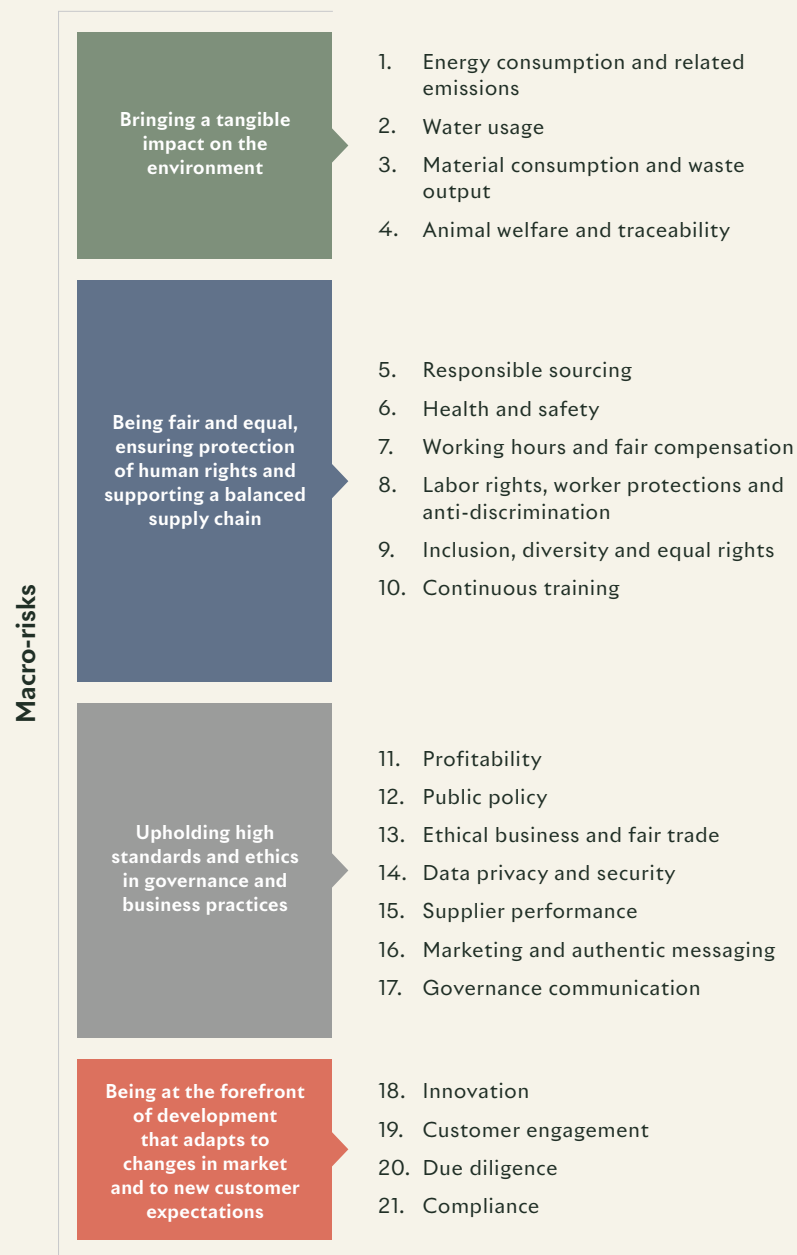 Macro-risks
Bringing a tangible
impact on the
environment
1. Energy consumption and related
emissions
2. Water usage
3. Material consumption and waste
output
4. Animal welfare and traceability
Being fair and equal,
ensuring protection
of human rights and
supporting a balanced
supply chain
5. Responsible sourcing
6. Health and safety
7. Working hours and fair compensation
8. Labor rights, worker protections and
anti-discrimination
9. Inclusion, diversity and equal rights
10. Continuous training
Upholding high
standards and ethics
in governance and
business practices
11. Profitability
12. Public policy
13. Ethical business and fair trade
14. Data privacy and security
15. Supplier performance
16. Marketing and authentic messaging
17. Governance communication
Being at the forefront
of development
that adapts to
changes in market
and to new customer
expectations
18. Innovation
19. Customer engagement
20. Due diligence
21. Compliance